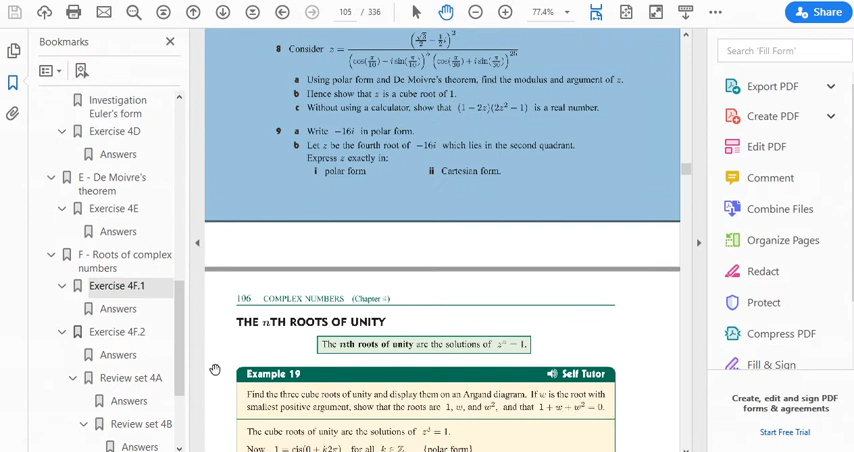 105 / 336
77.4%
Share
Bookmarks
Investigation
Euler's form
Exercise 4D
Answers
E - De Moivre's
theorem
Exercise 4E
Answers
F - Roots of complex
numbers
Exercise 4F.1
Answers
Exercise 4F.2
Answers
Review set 4A
Answers
Review set 4B
Answers
8 Consider z =
a Using polar form and De Moivre's theorem, find the modulus and argument of z.
b Hence show that z is a cube root of 1.
c Without using a calculator, show that (1 − 2z)(2z² − 1) is a real number.
9 a Write −16i in polar form.
b Let z be the fourth root of −16i which lies in the second quadrant.
Express z exactly in:
i polar form ii Cartesian form.
106 COMPLEX NUMBERS (Chapter 4)
THE nTH ROOTS OF UNITY
The nth roots of unity are the solutions of zⁿ = 1.
Example 19 Self Tutor
Find the three cube roots of unity and display them on an Argand diagram. If w is the root with
smallest positive argument, show that the roots are 1, w, and w², and that 1 + w + w² = 0.
The cube roots of unity are the solutions of z³ = 1.
Now 1 = cis(0 + k2π) for all k ∈ ℤ {polar form}
Search 'Fill Form'
Export PDF
Create PDF
Edit PDF
Comment
Combine Files
Organize Pages
Redact
Protect
Compress PDF
Fill & Sign
Create, edit and sign PDF
forms & agreements
Start Free Trial